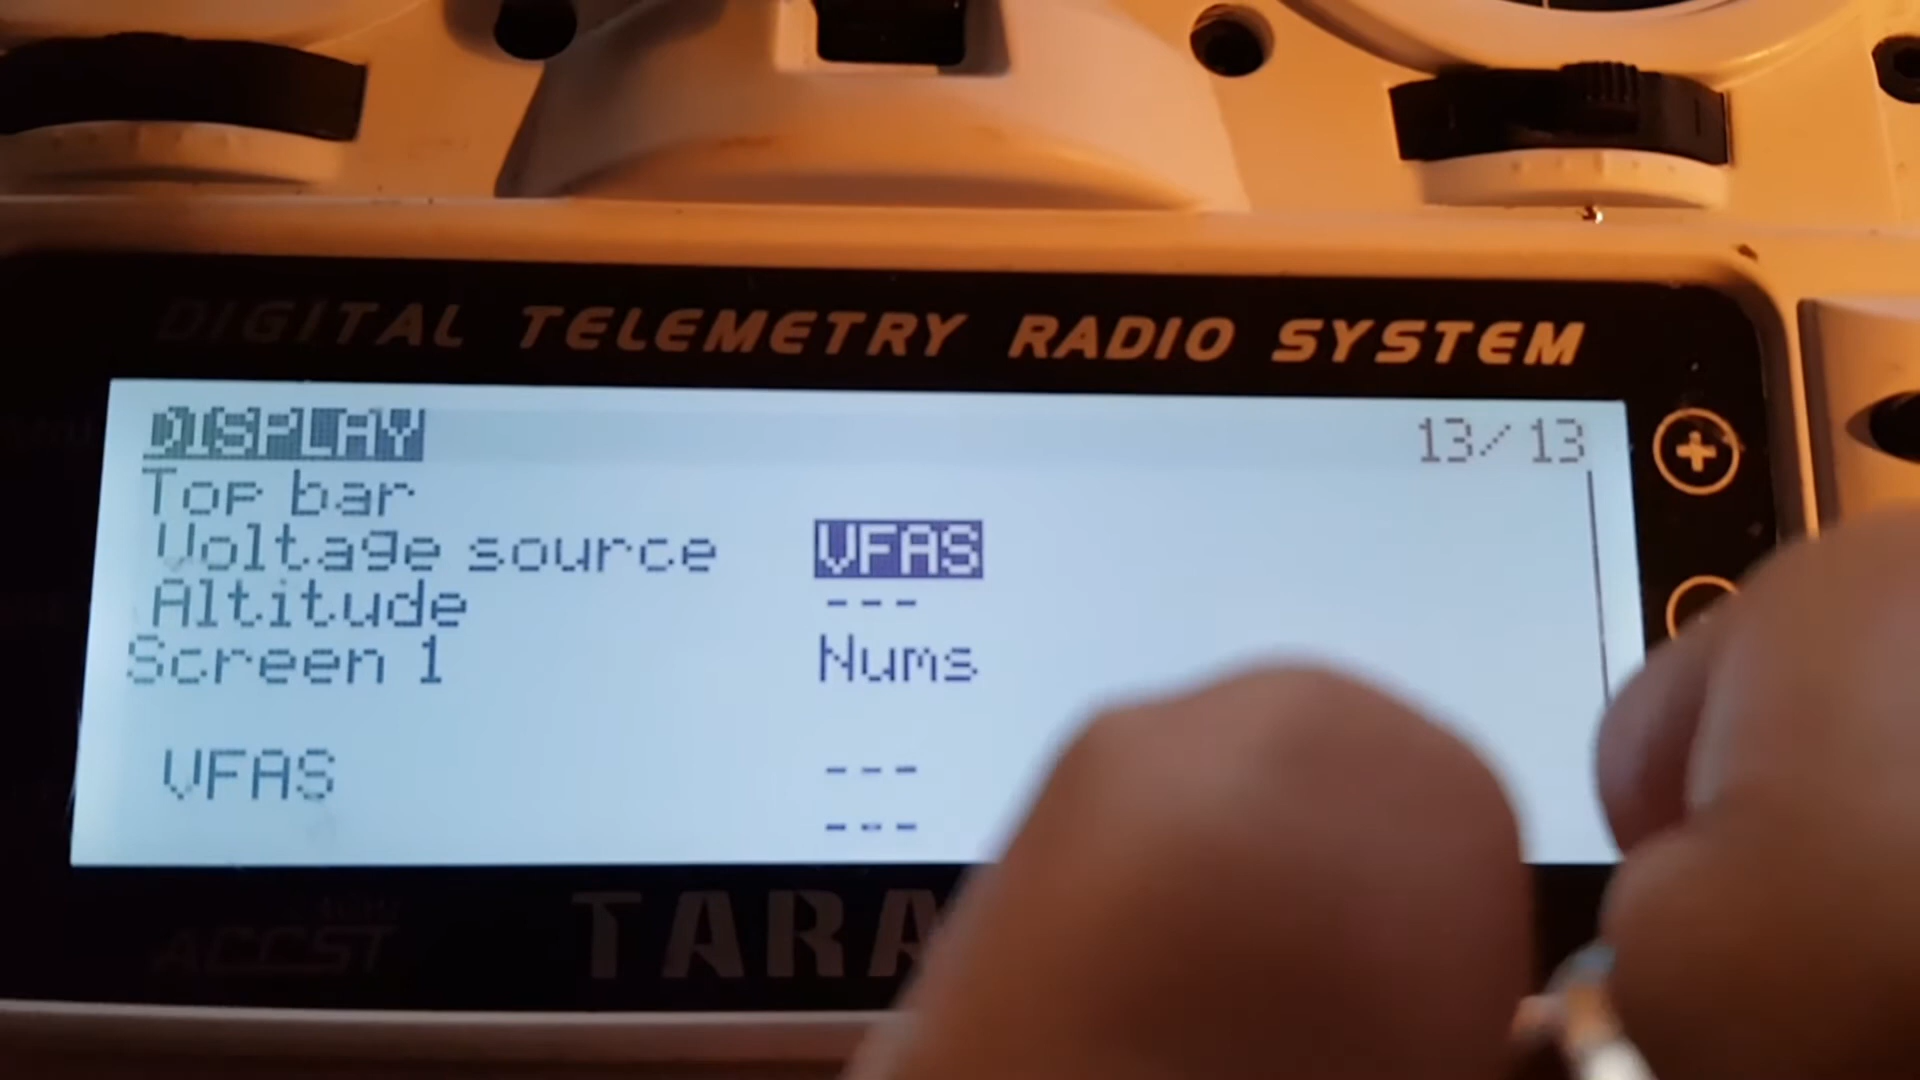 DIGITAL TELEMETRY RADIO SYSTEM
DISPLAY 13/13
Top bar
Voltage source VFAS
Altitude ---
Screen 1 Nums
VFAS ---
---
ACCST
TARA